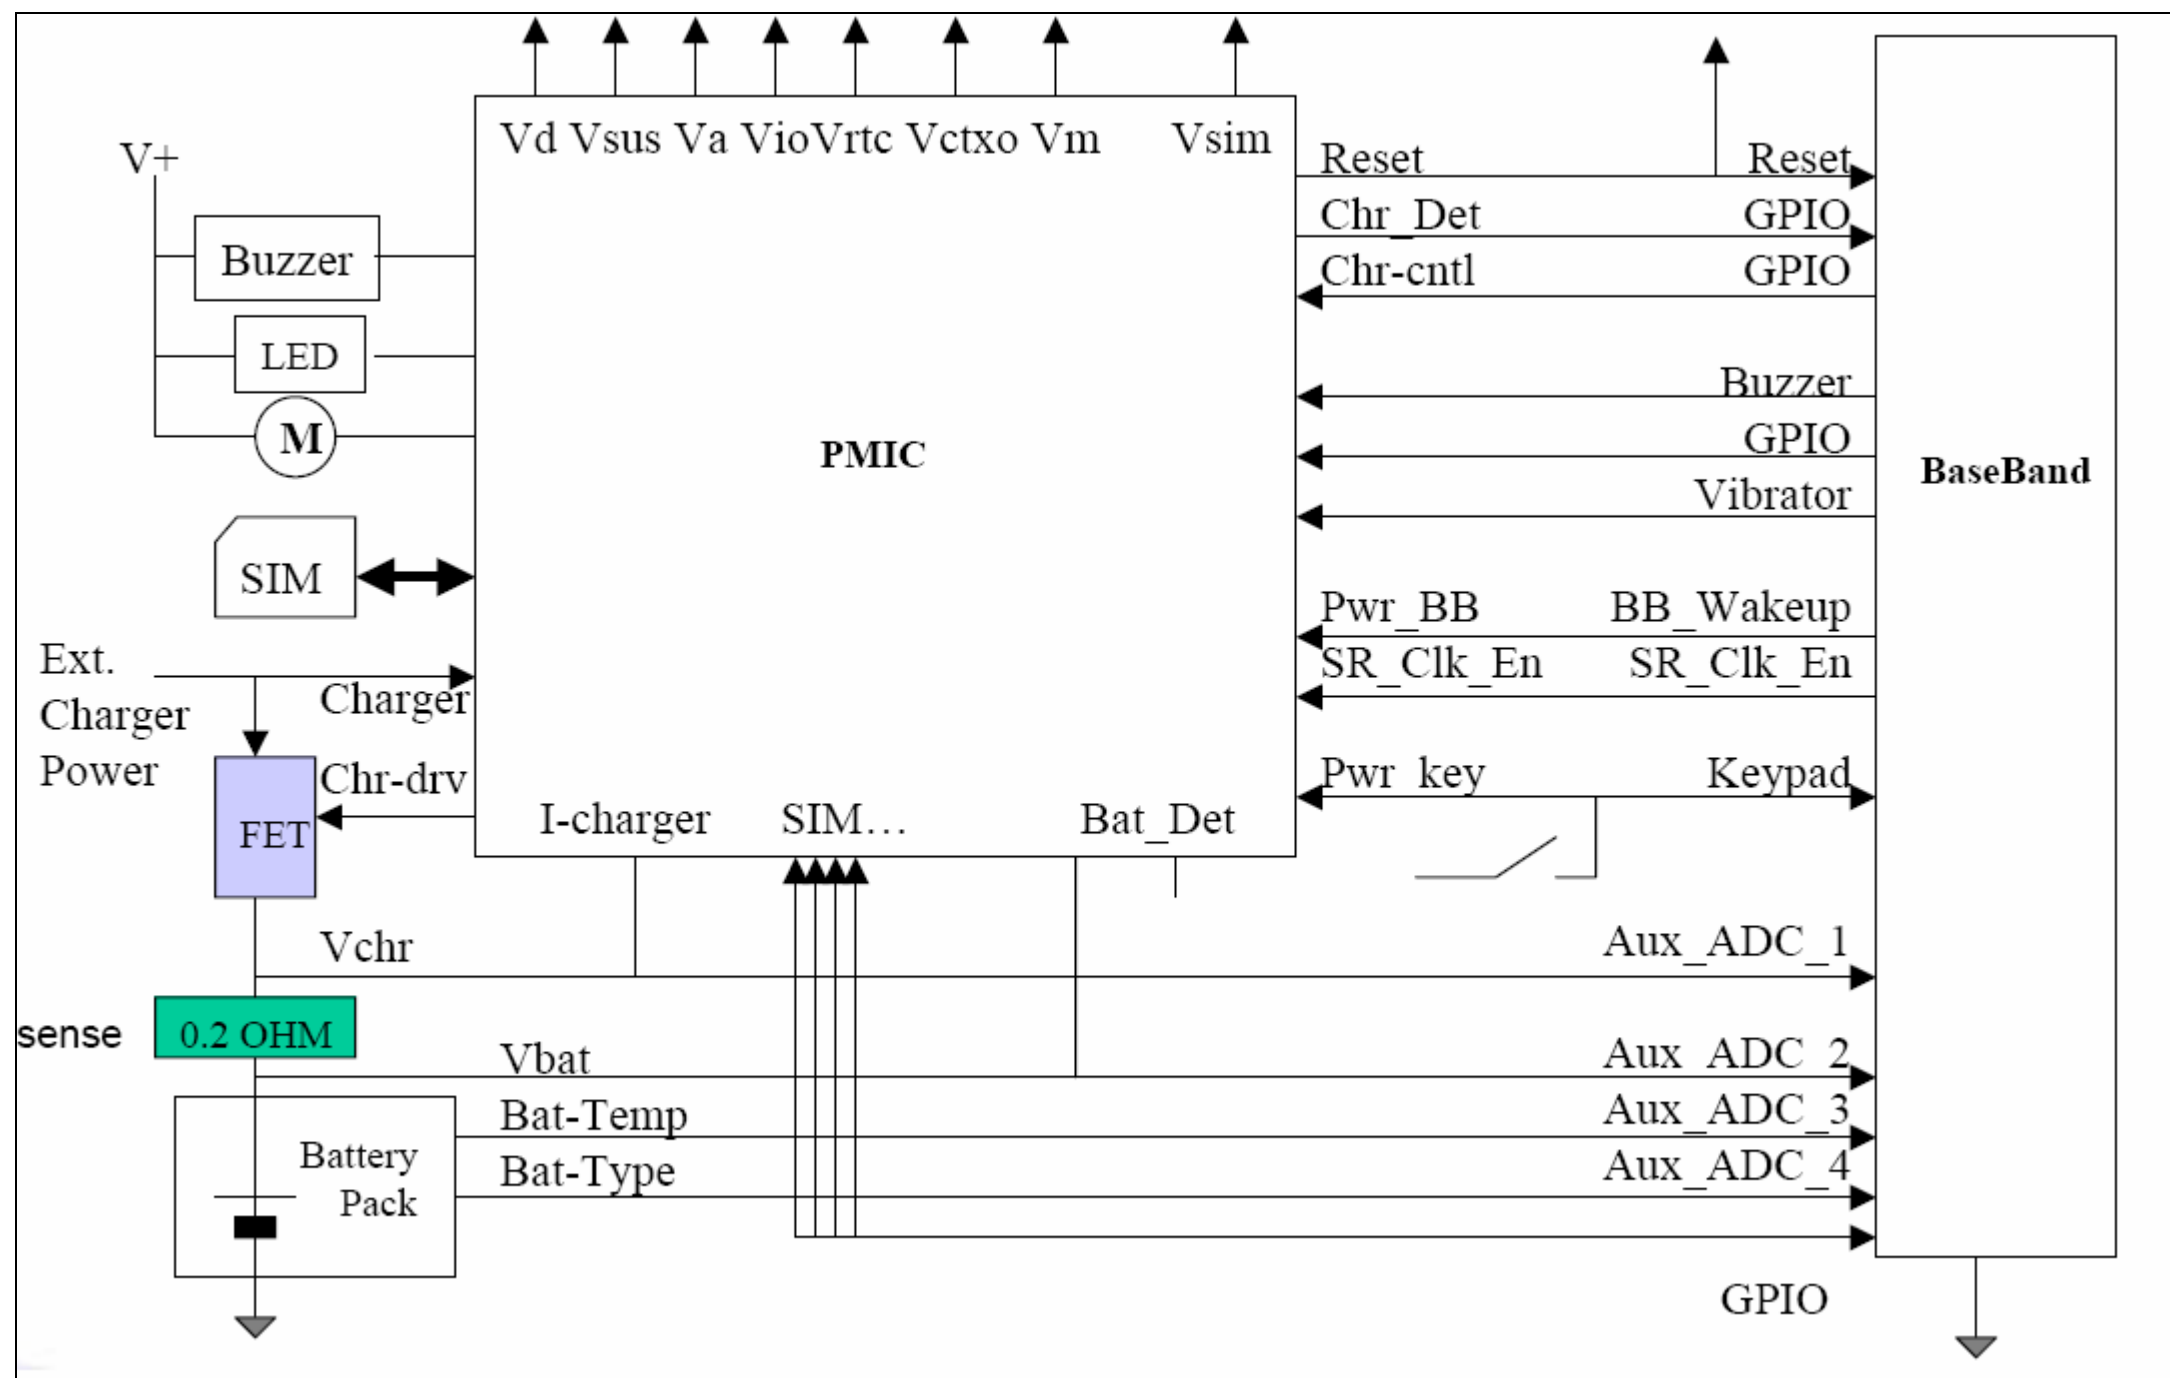 Vd Vsus Va Vio Vrtc Vctxo Vm Vsim
V+
Reset Reset
Chr_Det GPIO
Chr-cntl GPIO
Buzzer
LED
M
Buzzer
GPIO
Vibrator
PMIC
BaseBand
SIM
Pwr_BB BB_Wakeup
SR_Clk_En SR_Clk_En
Ext.
Charger
Power
Charger
Chr-drv
FET
Pwr_key Keypad
I-charger SIM... Bat_Det
Vchr Aux_ADC_1
sense 0.2 OHM
Vbat Aux_ADC_2
Bat-Temp Aux_ADC_3
Bat-Type Aux_ADC_4
Battery
Pack
GPIO